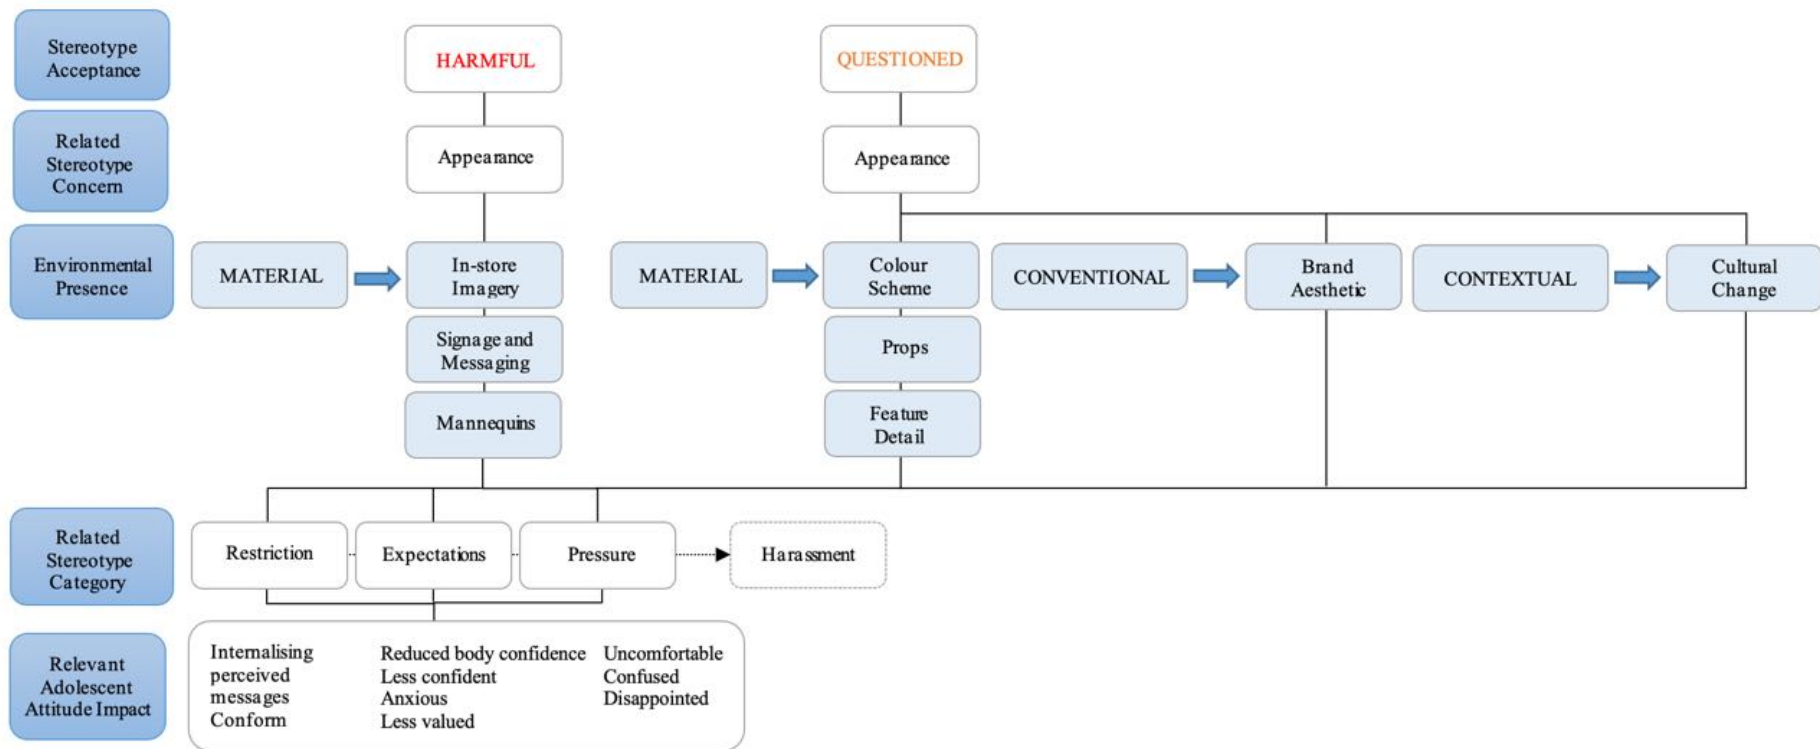 Stereotype
Acceptance
HARMFUL
QUESTIONED
Related
Stereotype
Concern
Appearance
Appearance
Environmental
Presence
MATERIAL
In-store
Imagery
MATERIAL
Colour
Scheme
CONVENTIONAL
Brand
Aesthetic
CONTEXTUAL
Cultural
Change
Signage and
Messaging
Props
Mannequins
Feature
Detail
Related
Stereotype
Category
Restriction
Expectations
Pressure
Harassment
Relevant
Adolescent
Attitude Impact
Internalising
perceived
messages
Conform
Reduced body confidence
Less confident
Anxious
Less valued
Uncomfortable
Confused
Disappointed